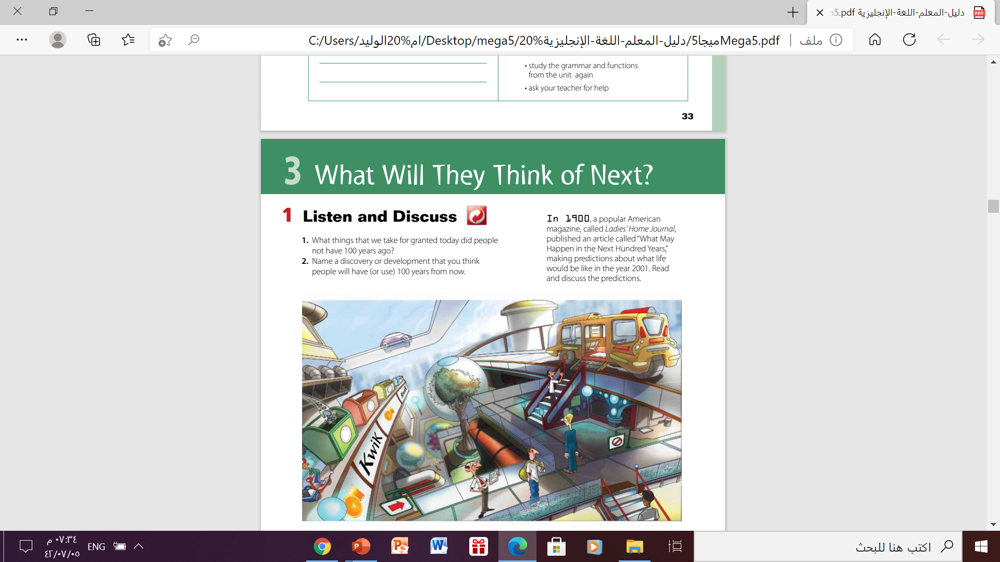 دليل-المعلم-اللغة-الإنجليزية a5.pdf
C:/Users/ام%20الوليد/Desktop/mega5/دليل-المعلم-اللغة-الإنجليزية%20ميجا5Mega5.pdf
ملف
• study the grammar and functions
from the unit again
• ask your teacher for help
33
3 What Will They Think of Next?
1 Listen and Discuss
1. What things that we take for granted today did people
not have 100 years ago?
2. Name a discovery or development that you think
people will have (or use) 100 years from now.
In 1900, a popular American
magazine, called Ladies’ Home Journal,
published an article called “What May
Happen in the Next Hundred Years,”
making predictions about what life
would be like in the year 2001. Read
and discuss the predictions.
Kwik
Kwik
٠٧:٣٤ م
٤٢/٠٧/٠٥
ENG
اكتب هنا للبحث